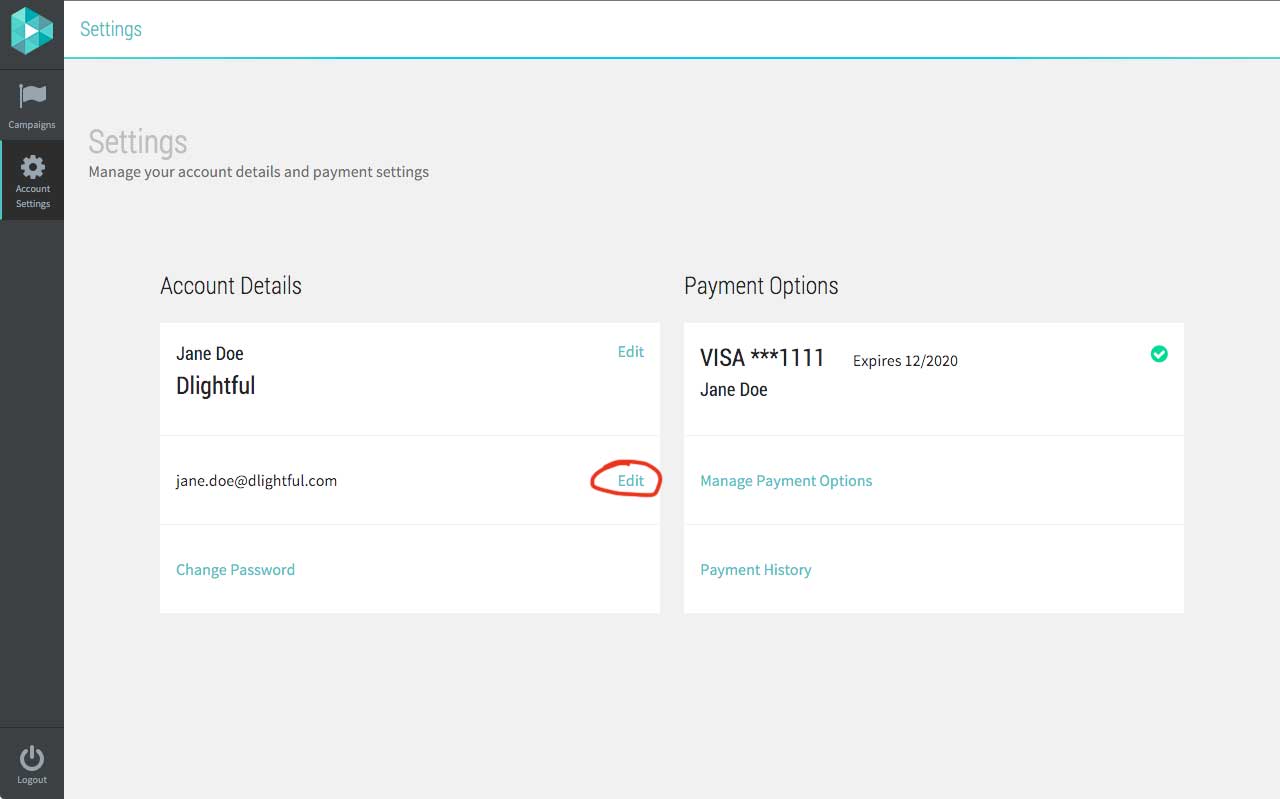 Settings
Campaigns
Account
Settings
Logout
Settings
Manage your account details and payment settings
Account Details
Jane Doe
Edit
Dlightful
jane.doe@dlightful.com
Edit
Change Password
Payment Options
VISA ***1111
Expires 12/2020
Jane Doe
Manage Payment Options
Payment History